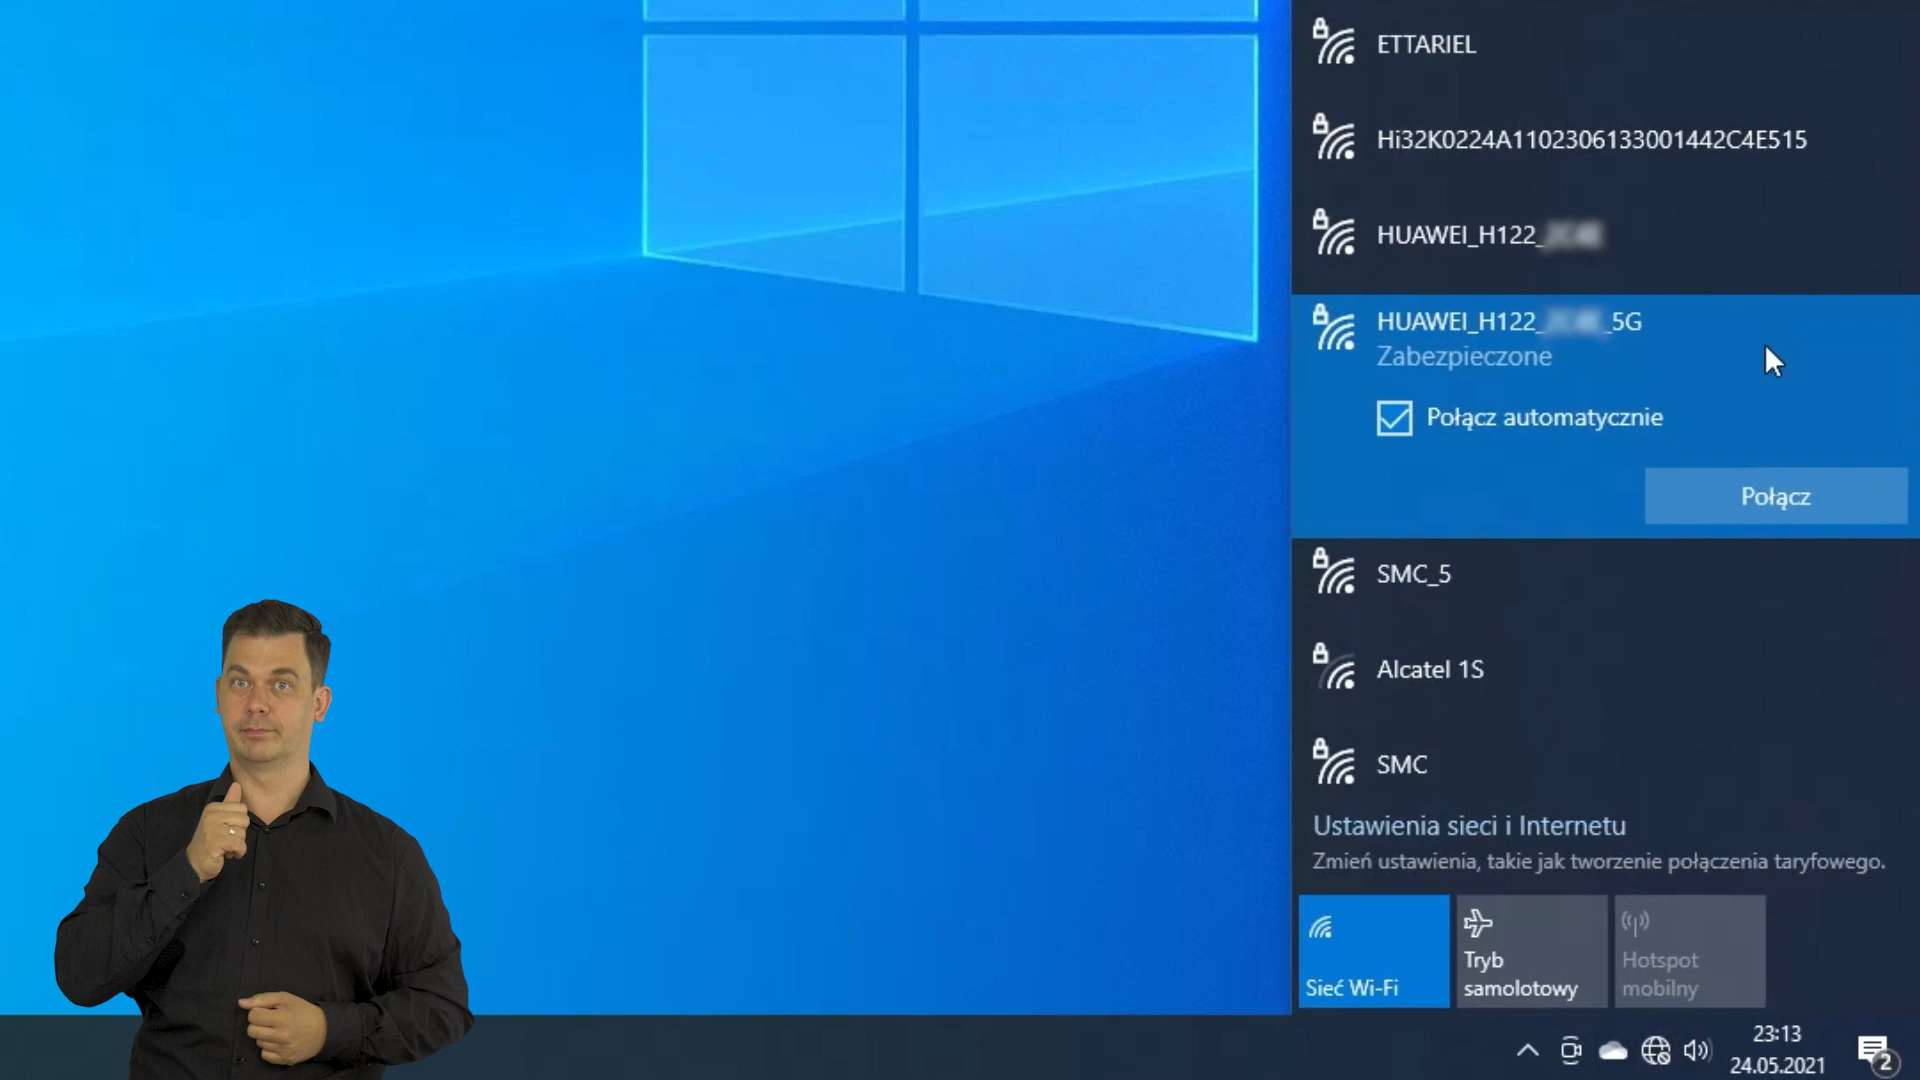 ETTARIEL
Hi32K0224A1102306133001442C4E515
HUAWEI_H122_
HUAWEI_H122_ _5G
Zabezpieczone
Połącz automatycznie
Połącz
SMC_5
Alcatel 1S
SMC
Ustawienia sieci i Internetu
Zmień ustawienia, takie jak tworzenie połączenia taryfowego.
Sieć Wi-Fi
Tryb
samolotowy
Hotspot
mobilny
23:13
24.05.2021
2